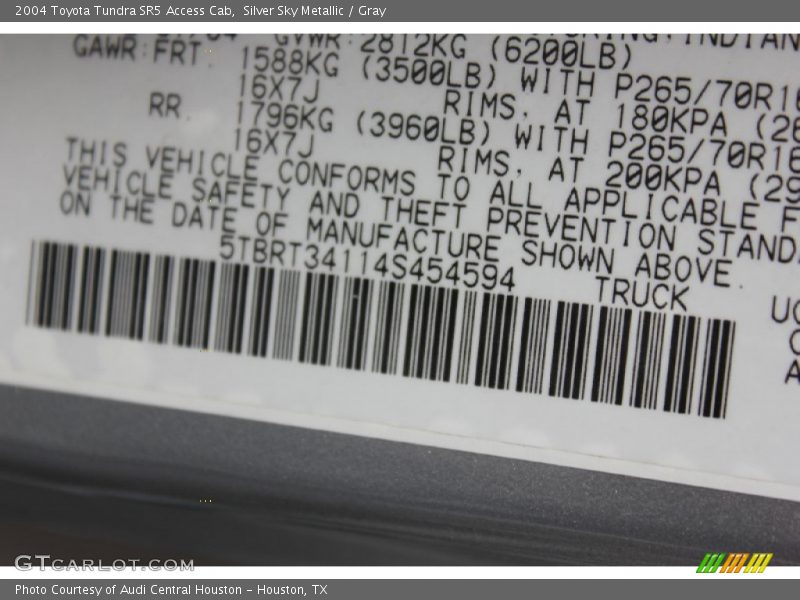 2004 Toyota Tundra SR5 Access Cab,  Silver Sky Metallic / Gray
GVWR:2812KG (6200LB)
GAWR:FRT. 1588KG (3500LB) WITH P265/70R16
16X7J RIMS, AT 180KPA (26
RR 1796KG (3960LB) WITH P265/70R16
16X7J RIMS, AT 200KPA (29
THIS VEHICLE CONFORMS TO ALL APPLICABLE F
VEHICLE SAFETY AND THEFT PREVENTION STAND
ON THE DATE OF MANUFACTURE SHOWN ABOVE.
5TBRT34114S454594 TRUCK
GTCARLOT.COM
Photo Courtesy of Audi Central Houston - Houston, TX